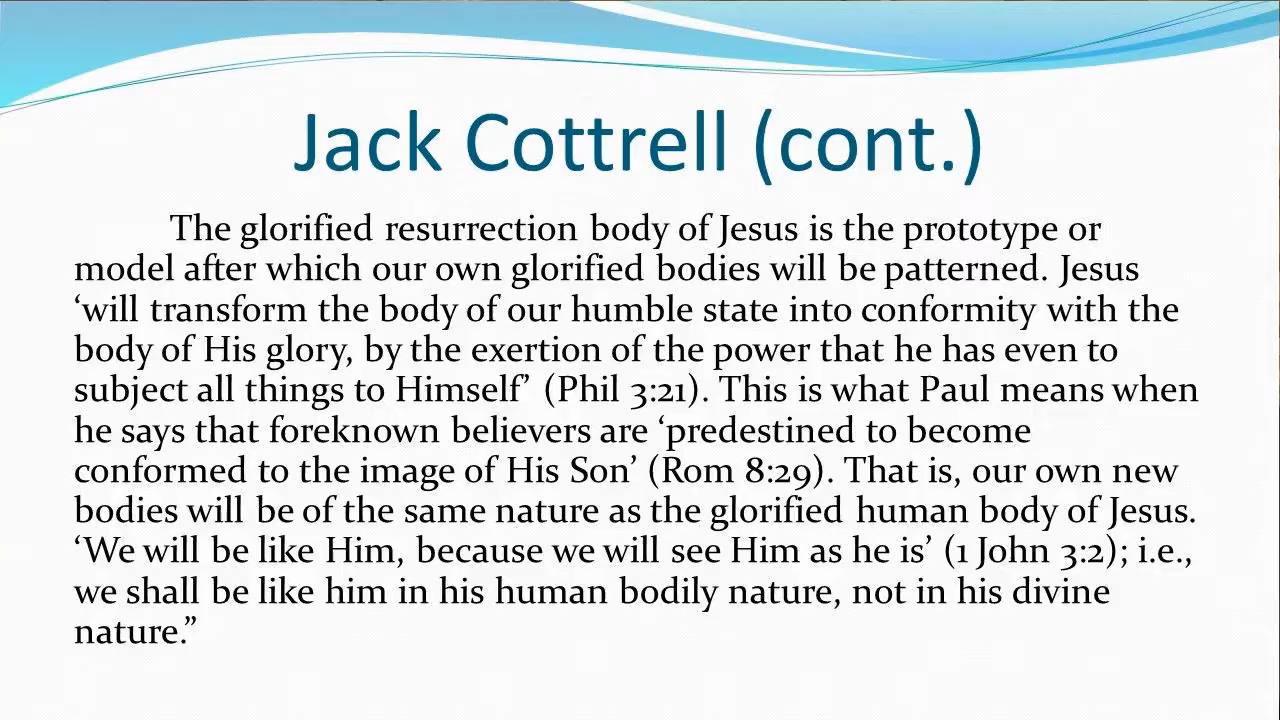 Jack Cottrell (cont.)
The glorified resurrection body of Jesus is the prototype or
model after which our own glorified bodies will be patterned. Jesus
‘will transform the body of our humble state into conformity with the
body of His glory, by the exertion of the power that he has even to
subject all things to Himself’ (Phil 3:21). This is what Paul means when
he says that foreknown believers are ‘predestined to become
conformed to the image of His Son’ (Rom 8:29). That is, our own new
bodies will be of the same nature as the glorified human body of Jesus.
‘We will be like Him, because we will see Him as he is’ (1 John 3:2); i.e.,
we shall be like him in his human bodily nature, not in his divine
nature.”